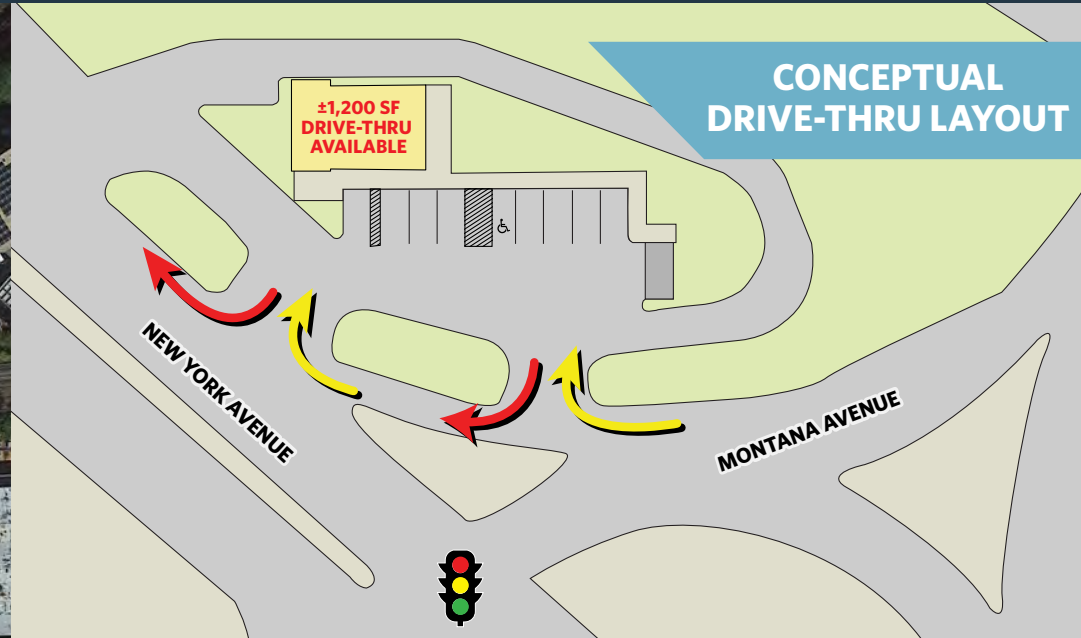 CONCEPTUAL
DRIVE-THRU LAYOUT
±1,200 SF
DRIVE-THRU
AVAILABLE
NEW YORK AVENUE
MONTANA AVENUE